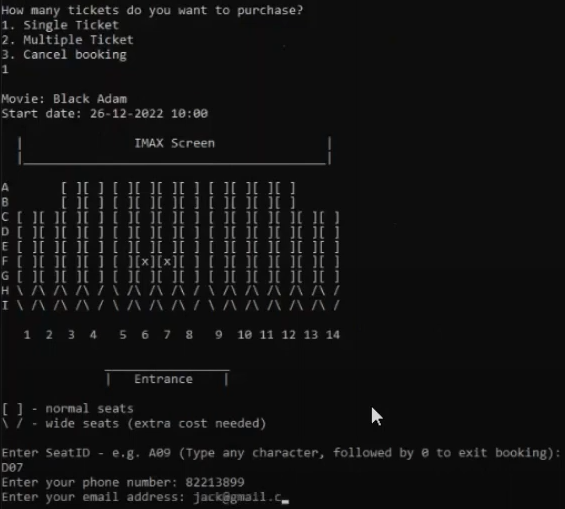 How many tickets do you want to purchase?
1. Single Ticket
2. Multiple Ticket
3. Cancel booking
1
Movie: Black Adam
Start date: 26-12-2022 10:00
|               IMAX Screen               |
|_________________________________________|
A       [ ][ ] [ ][ ][ ][ ] [ ][ ][ ][ ]
B       [ ][ ] [ ][ ][ ][ ] [ ][ ][ ][ ]
C [ ][ ][ ][ ] [ ][ ][ ][ ] [ ][ ][ ][ ][ ][ ]
D [ ][ ][ ][ ] [ ][ ][ ][ ] [ ][ ][ ][ ][ ][ ]
E [ ][ ][ ][ ] [ ][ ][ ][ ] [ ][ ][ ][ ][ ][ ]
F [ ][ ][ ][ ] [ ][x][x][ ] [ ][ ][ ][ ][ ][ ]
G [ ][ ][ ][ ] [ ][ ][ ][ ] [ ][ ][ ][ ][ ][ ]
H \ /\ /\ /\ / \ /\ /\ /\ / \ /\ /\ /\ /\ /\ /
I \ /\ /\ /\ / \ /\ /\ /\ / \ /\ /\ /\ /\ /\ /
1 2 3 4 5 6 7 8 9 10 11 12 13 14
_________________
|   Entrance    |
[ ] - normal seats
\ / - wide seats (extra cost needed)
Enter SeatID - e.g. A09 (Type any character, followed by 0 to exit booking):
D07
Enter your phone number: 82213899
Enter your email address: jack@gmail.c_